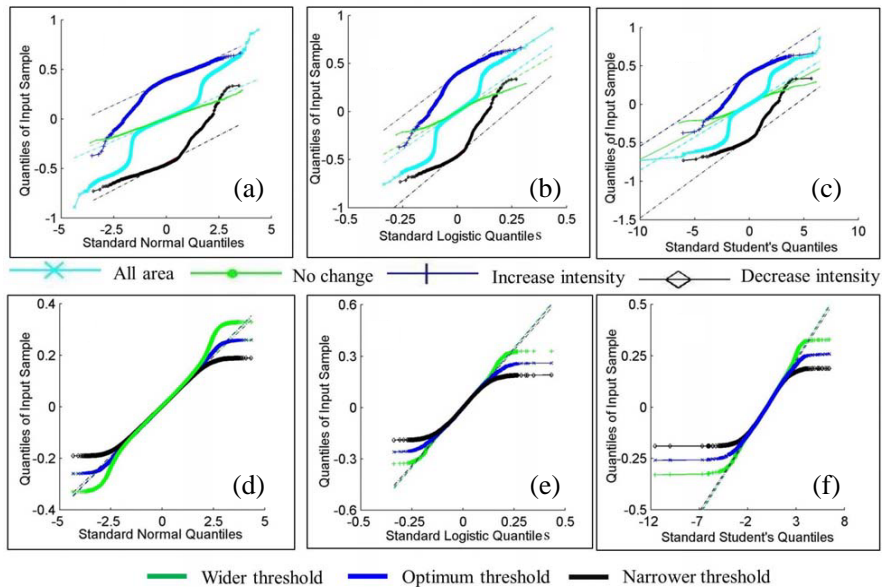 Quantiles of Input Sample
1
0.5
0
-0.5
-1
-5
-2.5
0
2.5
5
Standard Normal Quantiles
(a)
Quantiles of Input Sample
1
0.5
0
-0.5
-1
-0.5
-0.25
0
0.25
0.5
Standard Logistic Quantiles
(b)
Quantiles of Input Sample
1
0.5
0
-0.5
-1
-1.5
-10
-5
0
5
10
Standard Student's Quantiles
(c)
All area
No change
Increase intensity
Decrease intensity
Quantiles of Input Sample
0.4
0.2
0
-0.2
-0.4
-5
-2.5
0
2.5
5
Standard Normal Quantiles
(d)
Quantiles of Input Sample
0.6
0.3
0
-0.3
-0.6
-0.5
-0.25
0
0.25
0.5
Standard Logistic Quantiles
(e)
Quantiles of Input Sample
0.5
0.25
0
-0.25
-0.5
-12
-7
-2
3
8
Standard Student's Quantiles
(f)
Wider threshold
Optimum threshold
Narrower threshold